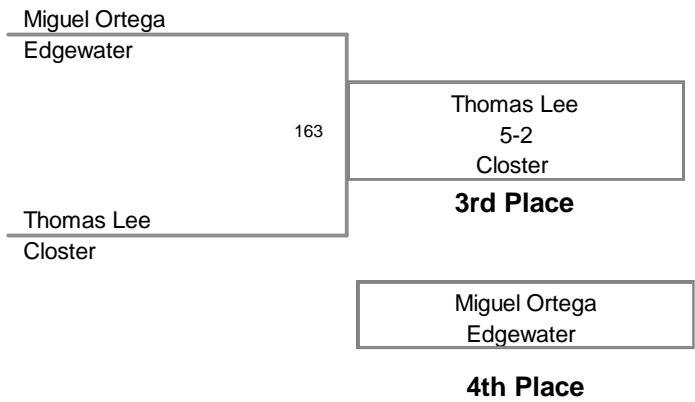 Miguel Ortega
Edgewater
163
Thomas Lee
5-2
Closter
3rd Place
Thomas Lee
Closter
Miguel Ortega
Edgewater
4th Place